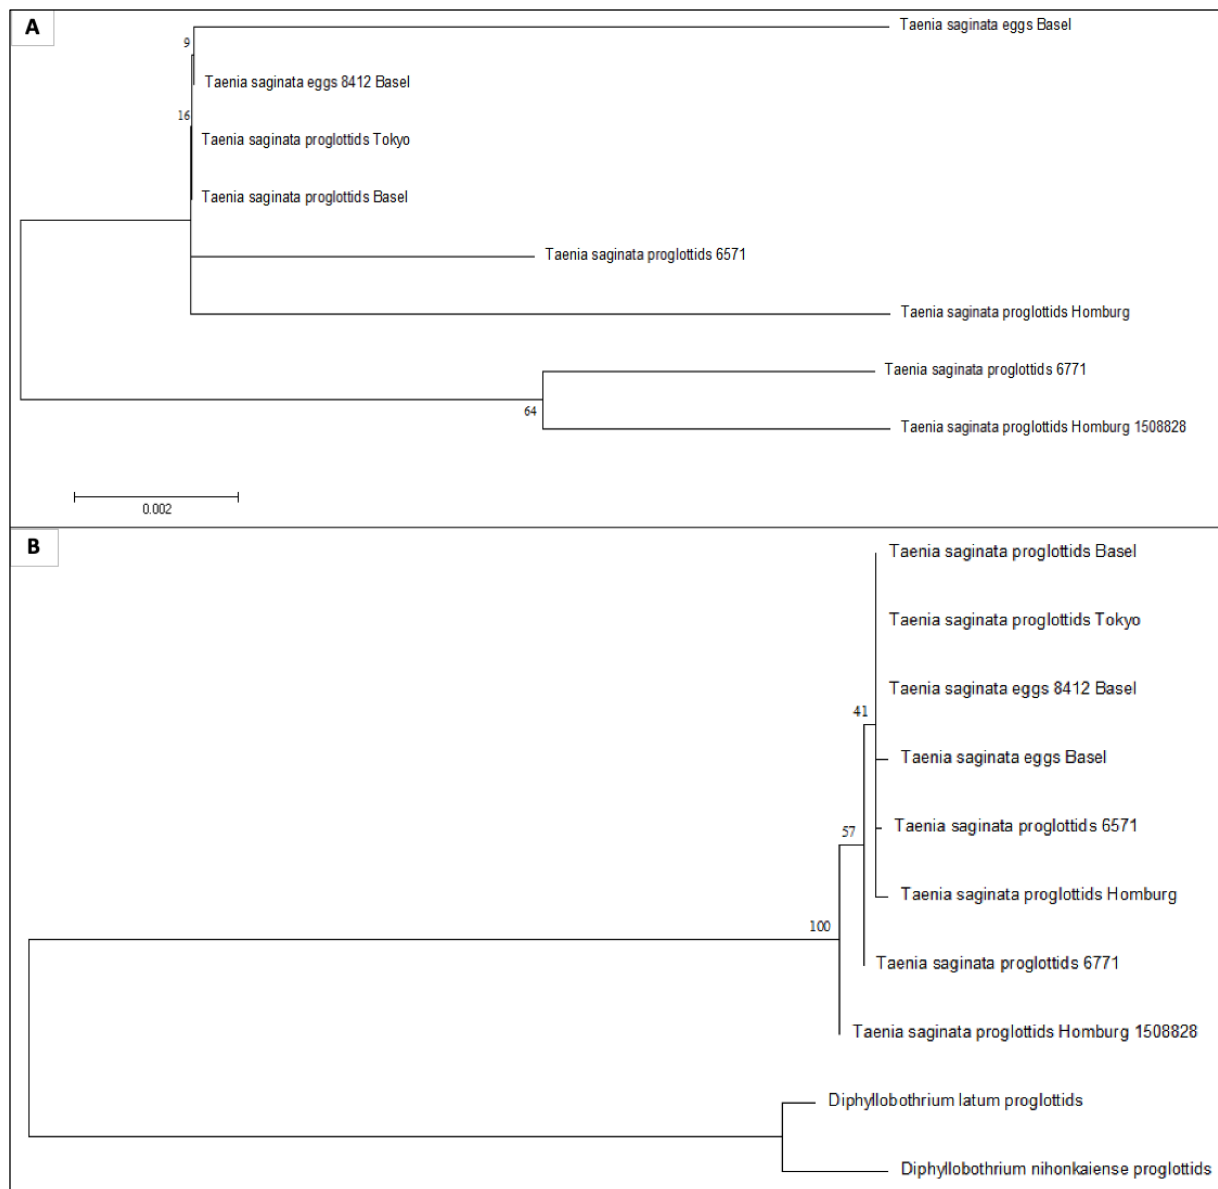 A
Taenia saginata eggs Basel
9
Taenia saginata eggs 8412 Basel
16
Taenia saginata proglottids Tokyo
Taenia saginata proglottids Basel
Taenia saginata proglottids 6571
Taenia saginata proglottids Homburg
Taenia saginata proglottids 6771
64
Taenia saginata proglottids Homburg 1508828
0.002
B
Taenia saginata proglottids Basel
Taenia saginata proglottids Tokyo
Taenia saginata eggs 8412 Basel
41
Taenia saginata eggs Basel
Taenia saginata proglottids 6571
57
Taenia saginata proglottids Homburg
100
Taenia saginata proglottids 6771
Taenia saginata proglottids Homburg 1508828
Diphyllobothrium latum proglottids
Diphyllobothrium nihonkaiense proglottids